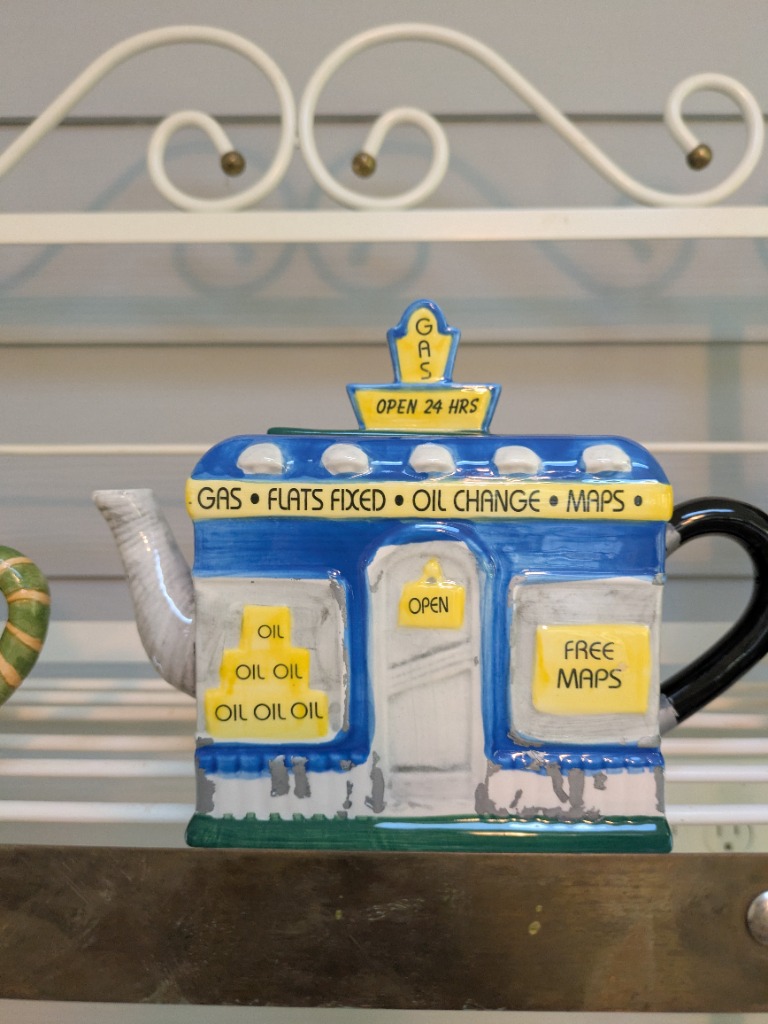 GAS
OPEN 24 HRS
GAS • FLATS FIXED • OIL CHANGE • MAPS •
OPEN
OIL
OIL OIL
OIL OIL OIL
FREE
MAPS